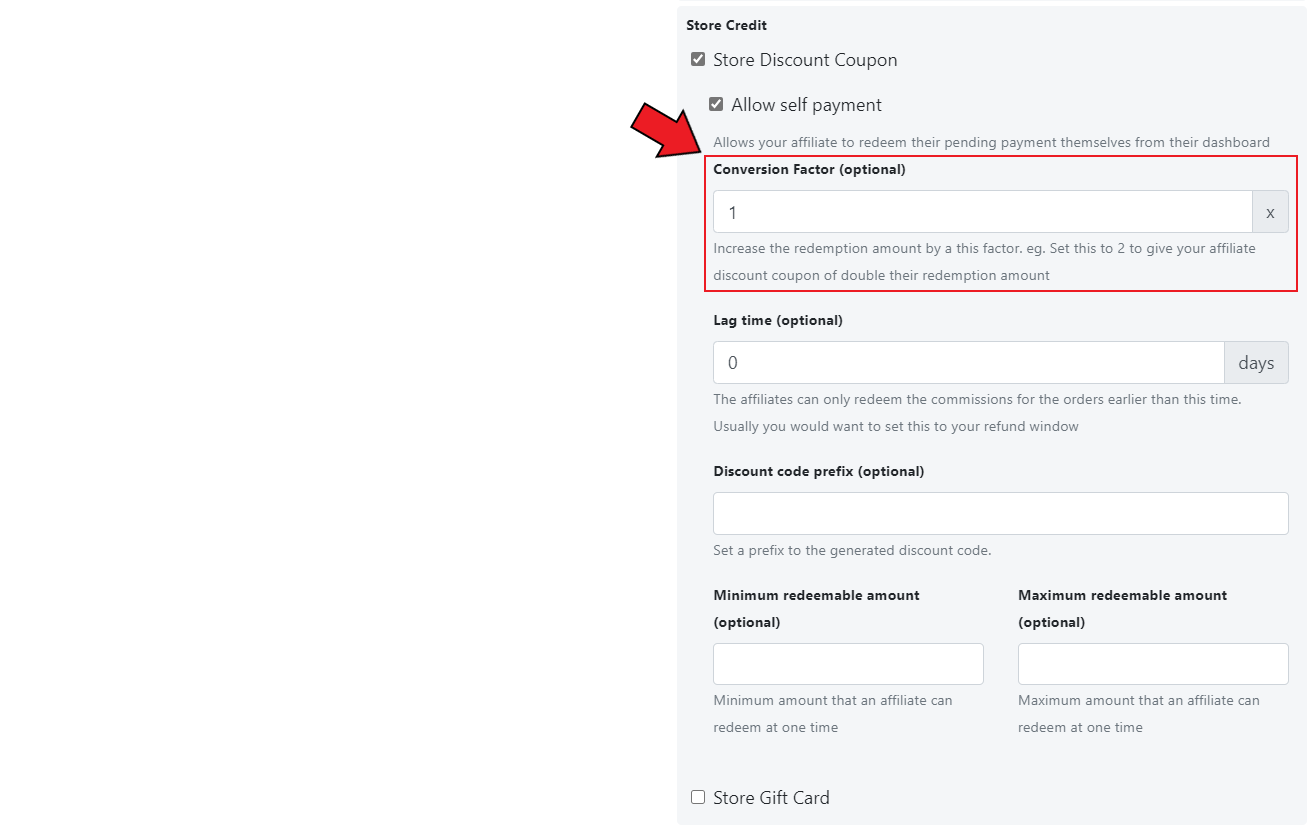 Store Credit
Store Discount Coupon
Allow self payment
Allows your affiliate to redeem their pending payment themselves from their dashboard
Conversion Factor (optional)
1 x
Increase the redemption amount by a this factor. eg. Set this to 2 to give your affiliate
discount coupon of double their redemption amount
Lag time (optional)
0 days
The affiliates can only redeem the commissions for the orders earlier than this time.
Usually you would want to set this to your refund window
Discount code prefix (optional)
Set a prefix to the generated discount code.
Minimum redeemable amount
(optional)
Minimum amount that an affiliate can
redeem at one time
Maximum redeemable amount
(optional)
Maximum amount that an affiliate can
redeem at one time
Store Gift Card